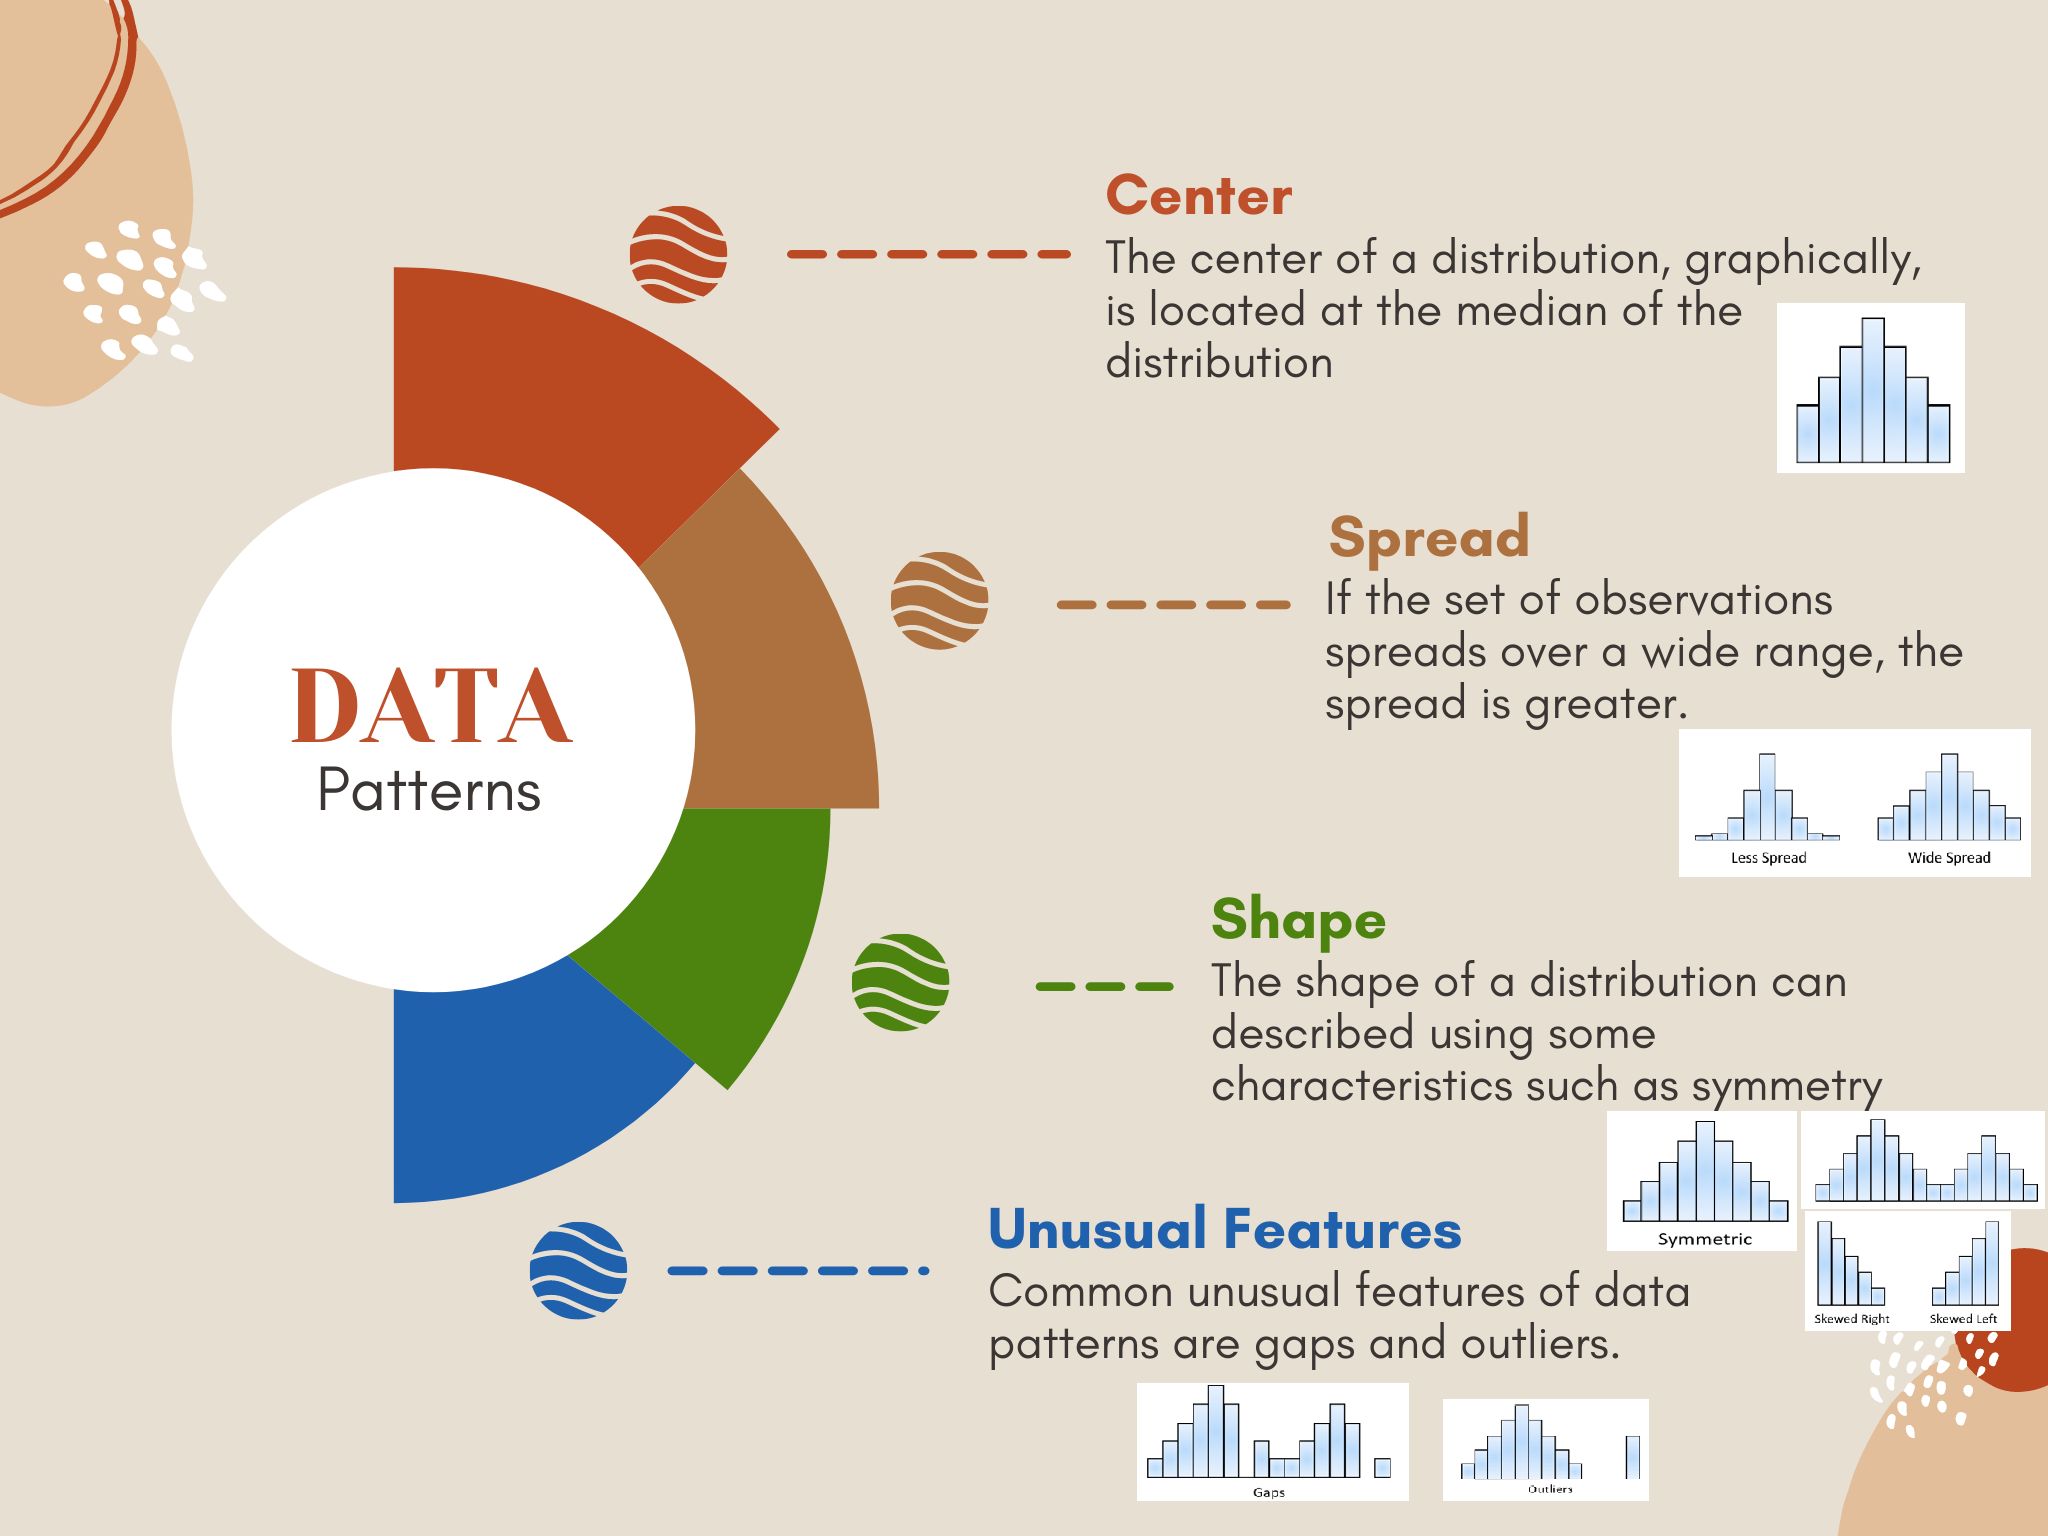 DATA
Patterns
Center
The center of a distribution, graphically,
is located at the median of the
distribution
Spread
If the set of observations
spreads over a wide range, the
spread is greater.
Less Spread
Wide Spread
Shape
The shape of a distribution can
described using some
characteristics such as symmetry
Symmetric
Skewed Right
Skewed Left
Unusual Features
Common unusual features of data
patterns are gaps and outliers.
Gaps
Outliers